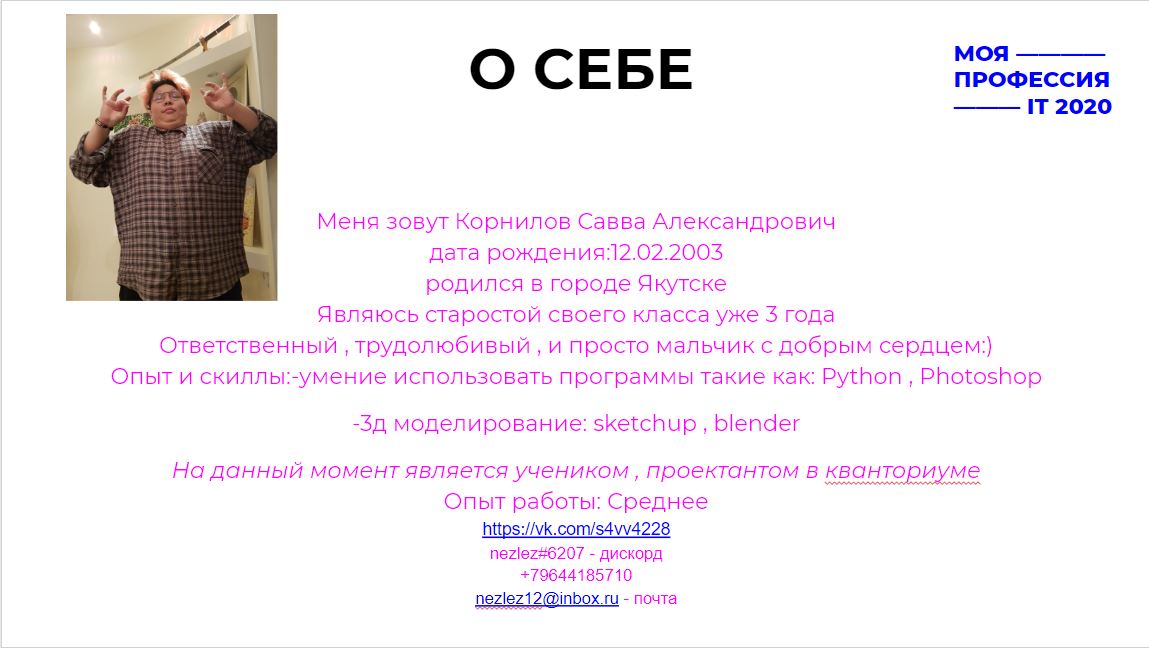 О СЕБЕ
МОЯ ————
ПРОФЕССИЯ
——— IT 2020
Меня зовут Корнилов Савва Александрович
дата рождения:12.02.2003
родился в городе Якутске
Являюсь старостой своего класса уже 3 года
Ответственный , трудолюбивый , и просто мальчик с добрым сердцем:)
Опыт и скиллы:-умение использовать программы такие как: Python , Photoshop
-3д моделирование: sketchup , blender
На данный момент является учеником , проектантом в кванториуме
Опыт работы: Среднее
https://vk.com/s4vv4228
nezlez#6207 - дискорд
+79644185710
nezlez12@inbox.ru - почта